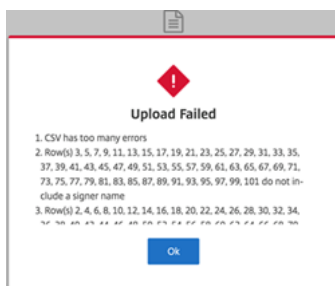 Upload Failed
1. CSV has too many errors
2. Row(s) 3, 5, 7, 9, 11, 13, 15, 17, 19, 21, 23, 25, 27, 29, 31, 33, 35,
37, 39, 41, 43, 45, 47, 49, 51, 53, 55, 57, 59, 61, 63, 65, 67, 69, 71,
73, 75, 77, 79, 81, 83, 85, 87, 89, 91, 93, 95, 97, 99, 101 do not in-
clude a signer name
3. Row(s) 2, 4, 6, 8, 10, 12, 14, 16, 18, 20, 22, 24, 26, 28, 30, 32, 34,
Ok